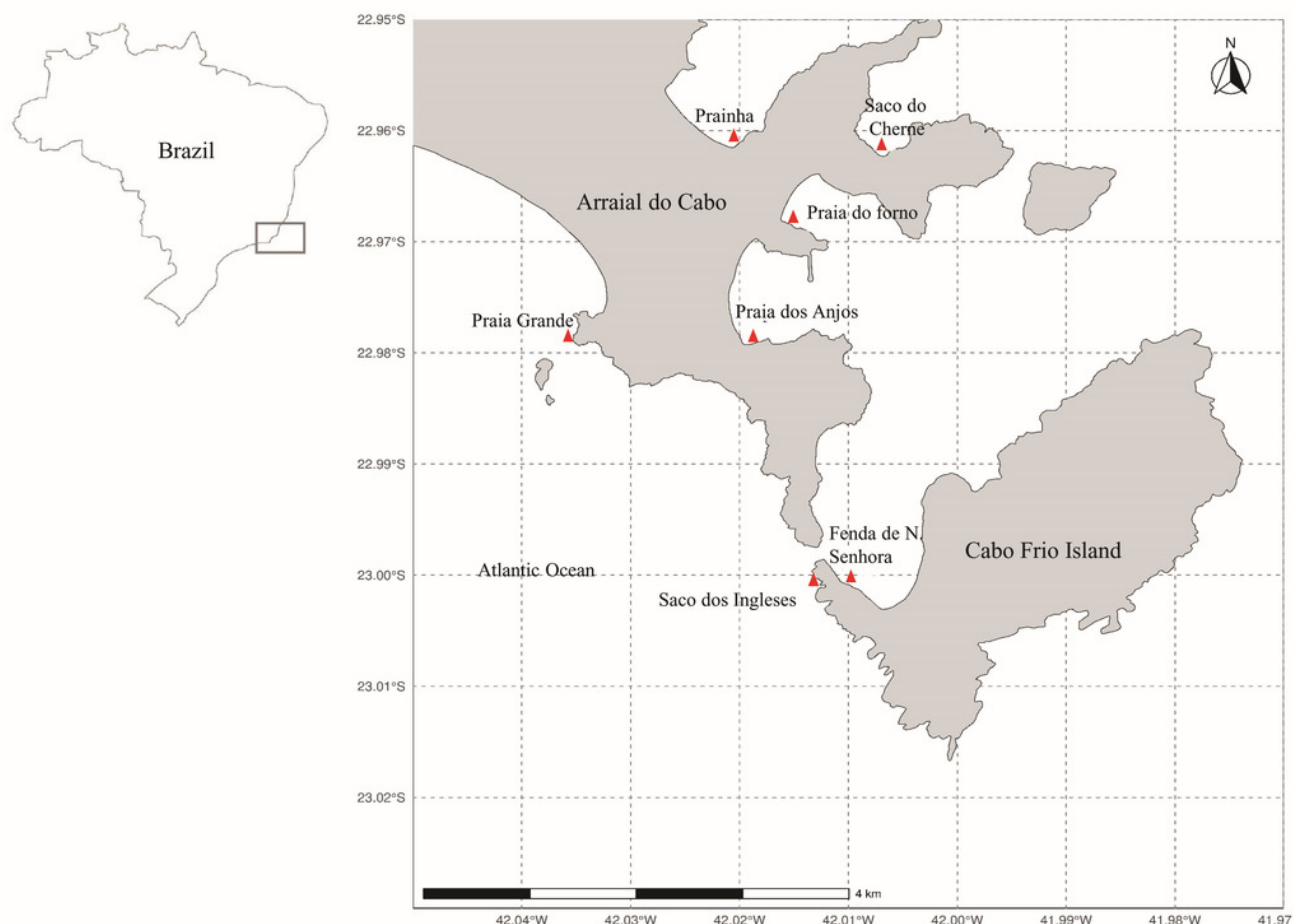 Brazil
22.95°S
22.96°S
22.97°S
22.98°S
22.99°S
23.00°S
23.01°S
23.02°S
N
Prainha
Saco do
Cherne
Arraial do Cabo
Praia do forno
Praia Grande
Praia dos Anjos
Fenda de N.
Senhora
Cabo Frio Island
Atlantic Ocean
Saco dos Ingleses
4 km
42.04°W
42.03°W
42.02°W
42.01°W
42.00°W
41.99°W
41.98°W
41.97